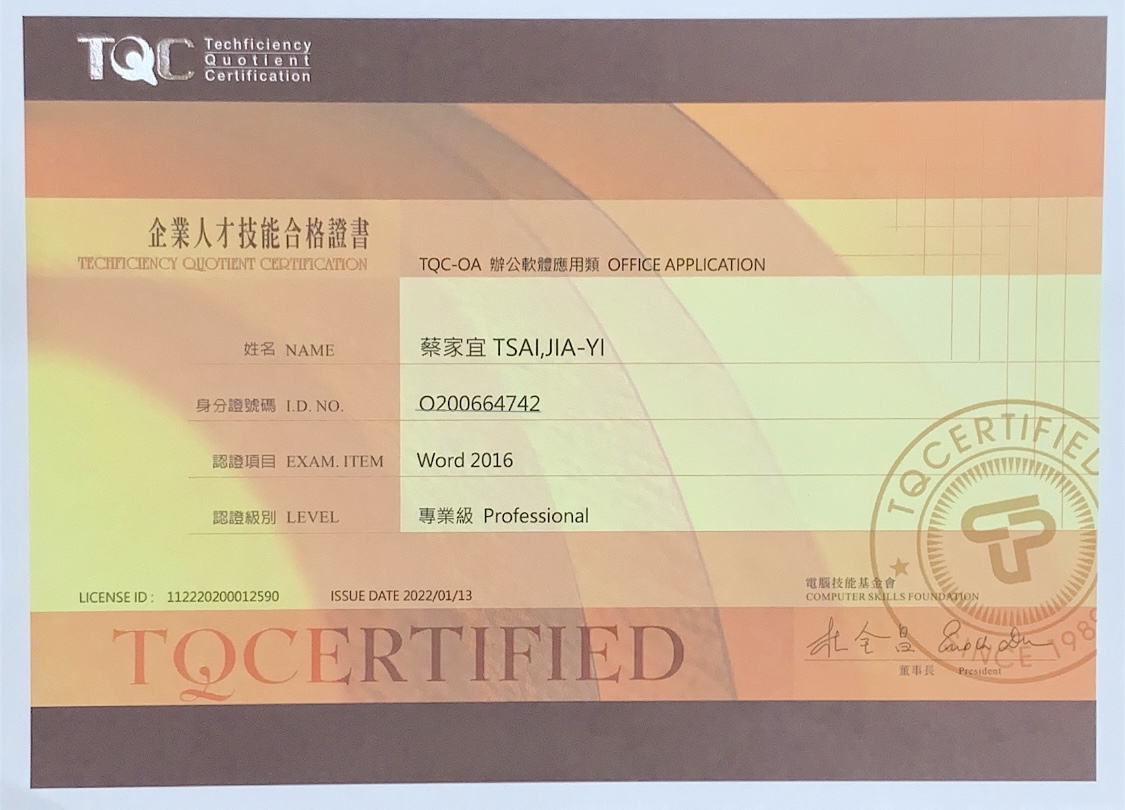 TQC
Techficiency
Quotient
Certification
企業人才技能合格證書
TECHFICIENCY QUOTIENT CERTIFICATION
TQC-OA 辦公軟體應用類 OFFICE APPLICATION
姓名 NAME 蔡家宜 TSAI,JIA-YI
身分證號碼 I.D. NO. O200664742
認證項目 EXAM. ITEM Word 2016
認證級別 LEVEL 專業級 Professional
LICENSE ID : 112220200012590 ISSUE DATE 2022/01/13
電腦技能基金會
COMPUTER SKILLS FOUNDATION
TQCERTIFIED
杜全昌
董事長 President
TQCERTIFIED
SINCE 1989